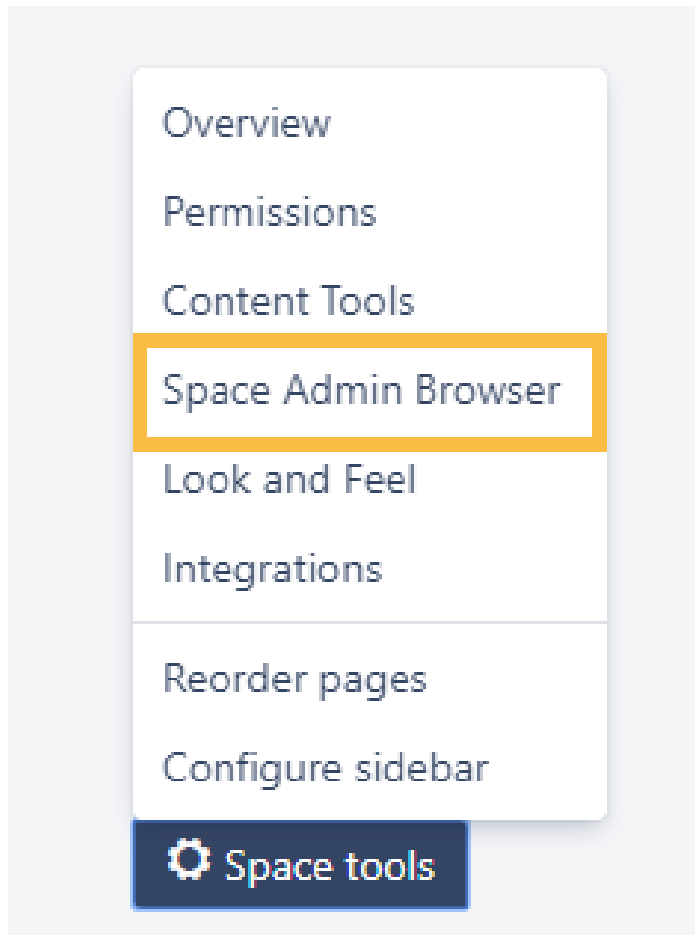 Overview
Permissions
Content Tools
Space Admin Browser
Look and Feel
Integrations
Reorder pages
Configure sidebar
Space tools